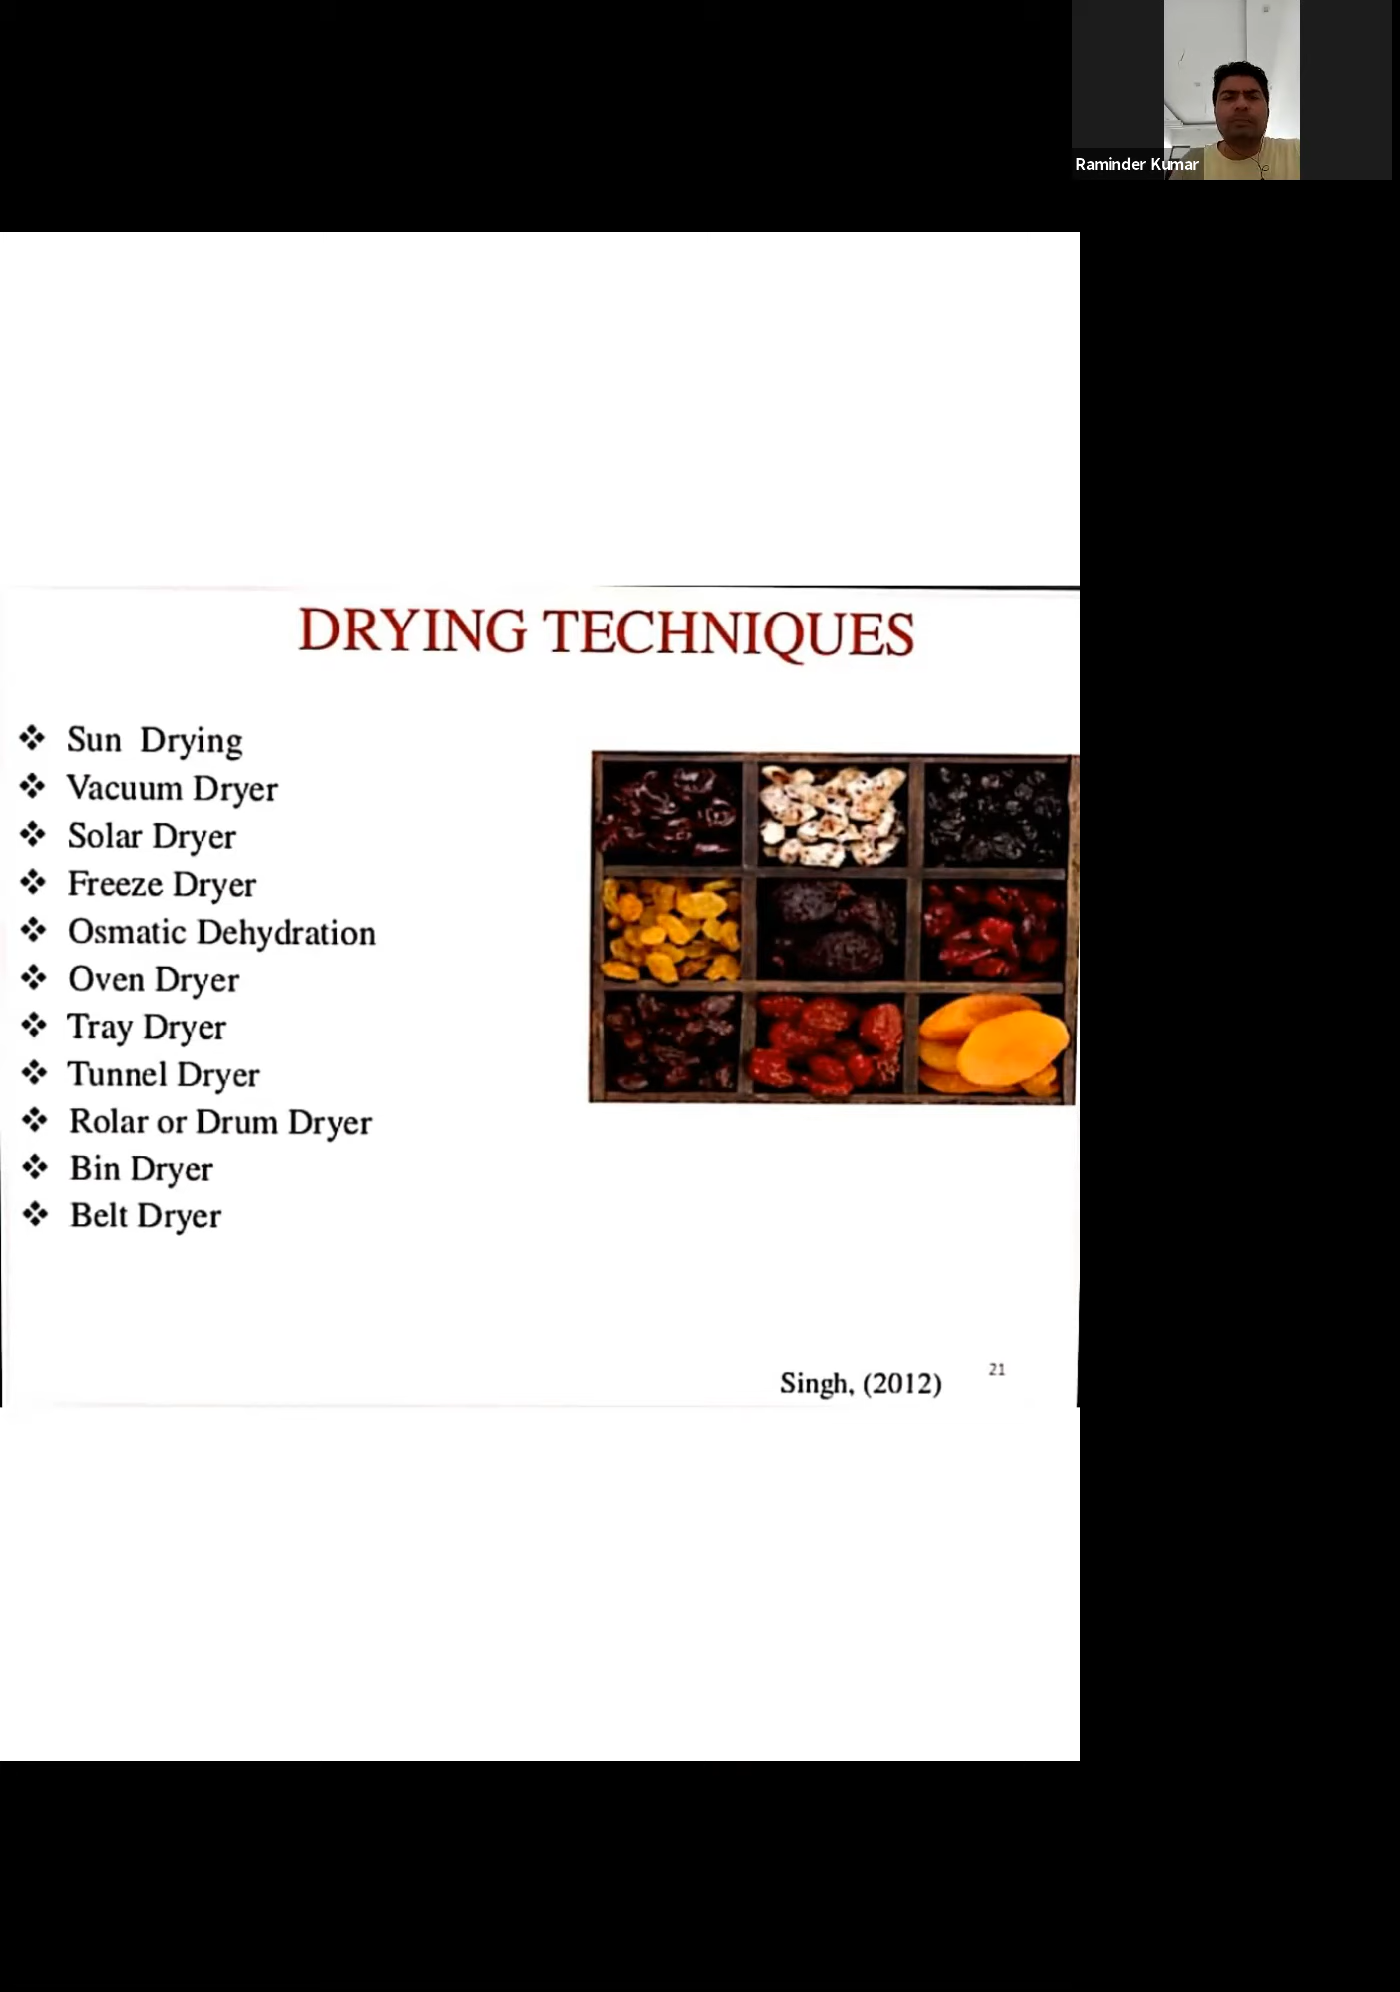 Raminder Kumar
DRYING TECHNIQUES
❖ Sun Drying
❖ Vacuum Dryer
❖ Solar Dryer
❖ Freeze Dryer
❖ Osmatic Dehydration
❖ Oven Dryer
❖ Tray Dryer
❖ Tunnel Dryer
❖ Rolar or Drum Dryer
❖ Bin Dryer
❖ Belt Dryer
Singh, (2012)
21